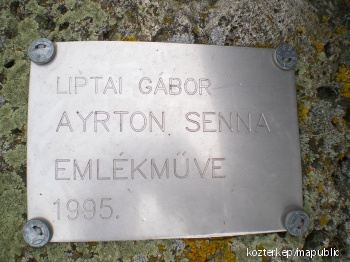 LIPTAI GÁBOR
AYRTON SENNA
EMLÉKMŰVE
1995.
kozterkep/mapublic